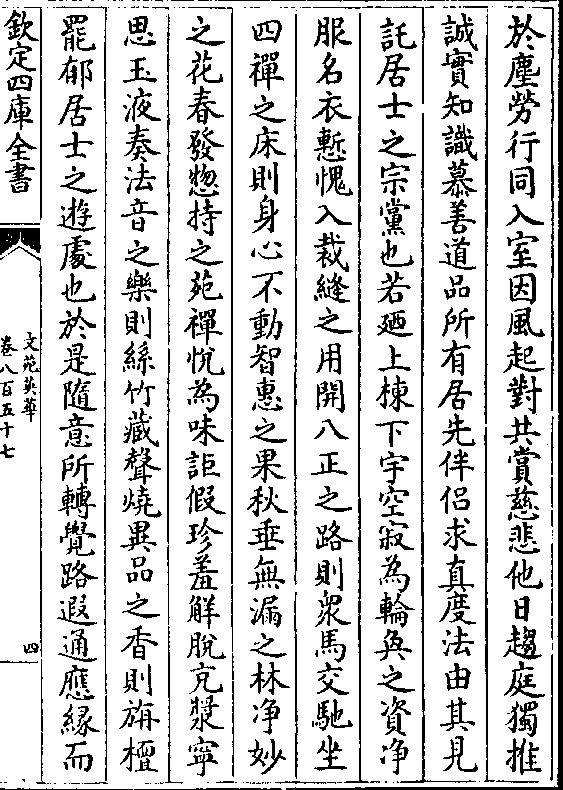 於塵勞行同入室因風起對共賞慈悲他日趨庭獨推
誠實知識慕善道品所有居先伴侶求真度法由其見
託居士之宗黨也若廼上棟下宇空寂為輪奐之資浄
服名衣慙愧入裁縫之用開八正之路則衆馬交馳坐
四禪之床則身心不動智惠之果秋垂無漏之林浄妙
之花春發惣持之苑禪悅為味詎假珍羞解脫充漿寜
思玉液奏法音之樂則絲竹藏聲燒異品之香則旃檀
罷郁居士之遊處也於是隨意所轉覺路遐通應緣而
欽定四庫全書
文苑英華
卷八百五十七
四